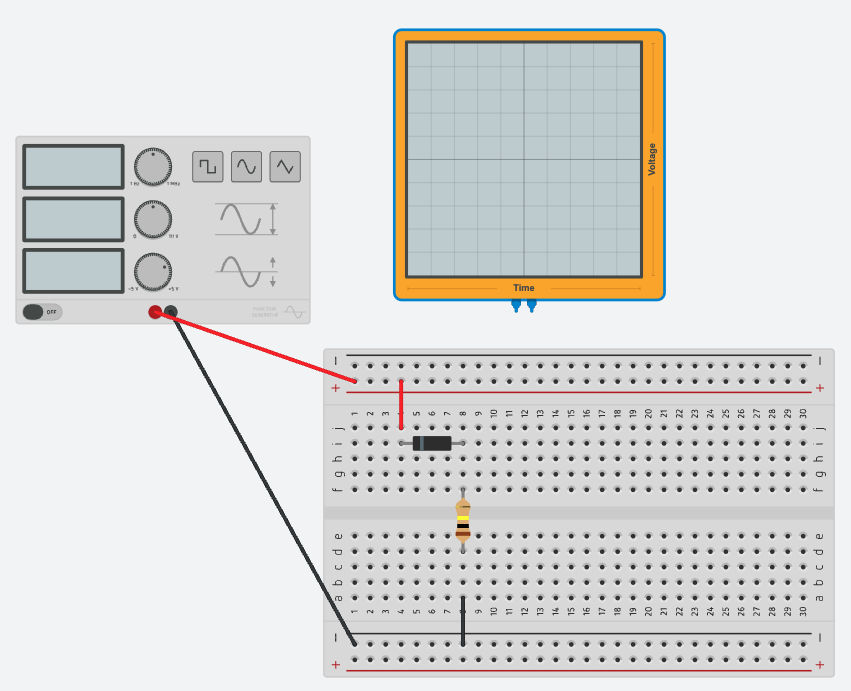 1 Hz
1 MHz
0
10 V
-5 V
+5 V
OFF
FUNCTION
GENERATOR
Voltage
Time
− −
+ +
1 2 3 4 5 6 7 8 9 10 11 12 13 14 15 16 17 18 19 20 21 22 23 24 25 26 27 28 29 30
j j
i i
h h
g g
f f
e e
d d
c c
b b
a a
1 2 3 4 5 6 7 8 9 10 11 12 13 14 15 16 17 18 19 20 21 22 23 24 25 26 27 28 29 30
− −
+ +